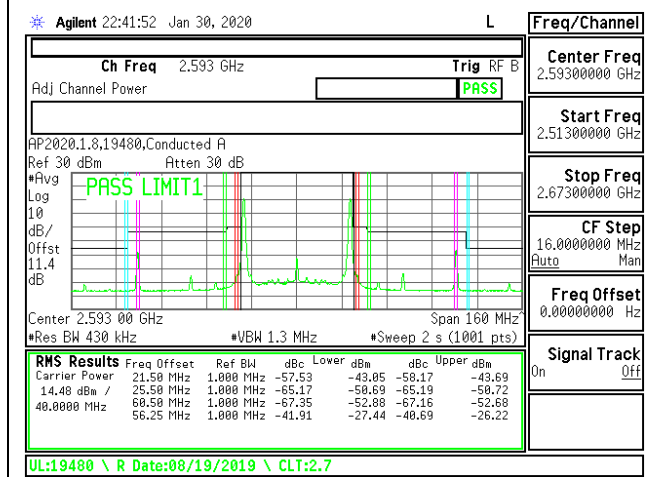 Agilent 22:41:52 Jan 30, 2020 L
Freq/Channel
Ch Freq 2.593 GHz Trig RF B
Adj Channel Power PASS
Center Freq
2.59300000 GHz
Start Freq
2.51300000 GHz
Stop Freq
2.67300000 GHz
CF Step
16.0000000 MHz
Auto Man
Freq Offset
0.00000000 Hz
Signal Track
On Off
AP2020.1.8,19480,Conducted A
Ref 30 dBm Atten 30 dB
#Avg
Log
10
dB/
Offst
11.4
dB
PASS LIMIT1
Center 2.593 00 GHz Span 160 MHz^
#Res BW 430 kHz #VBW 1.3 MHz #Sweep 2 s (1001 pts)
RMS Results Freq Offset Ref BW dBc Lower dBm dBc Upper dBm
Carrier Power 21.50 MHz 1.000 MHz -57.53 -43.05 -58.17 -43.69
14.48 dBm / 25.50 MHz 1.000 MHz -65.17 -50.69 -65.19 -50.72
40.0000 MHz 60.50 MHz 1.000 MHz -67.35 -52.88 -67.16 -52.68
56.25 MHz 1.000 MHz -41.91 -27.44 -40.69 -26.22
UL:19480 \ R Date:08/19/2019 \ CLT:2.7